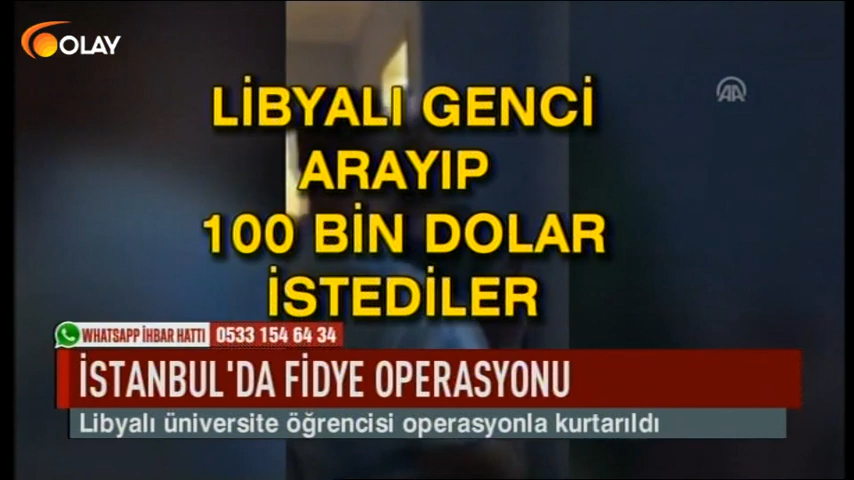 OLAY
AA
LİBYALI GENCİ
ARAYIP
100 BİN DOLAR
İSTEDİLER
WHATSAPP İHBAR HATTI 0533 154 64 34
İSTANBUL'DA FİDYE OPERASYONU
Libyalı üniversite öğrencisi operasyonla kurtarıldı